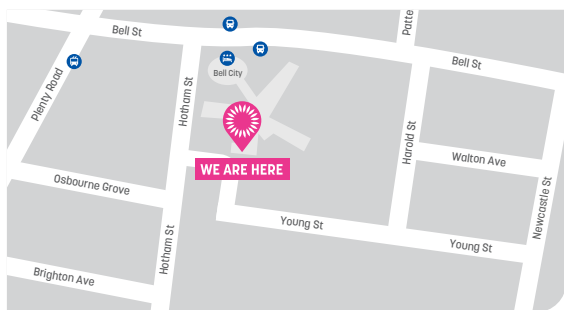 Patte
Bell St
Bell St
Plenty Road
Bell City
Hotham St
WE ARE HERE
Harold St
Walton Ave
Osbourne Grove
Newcastle St
Young St
Young St
Hotham St
Brighton Ave